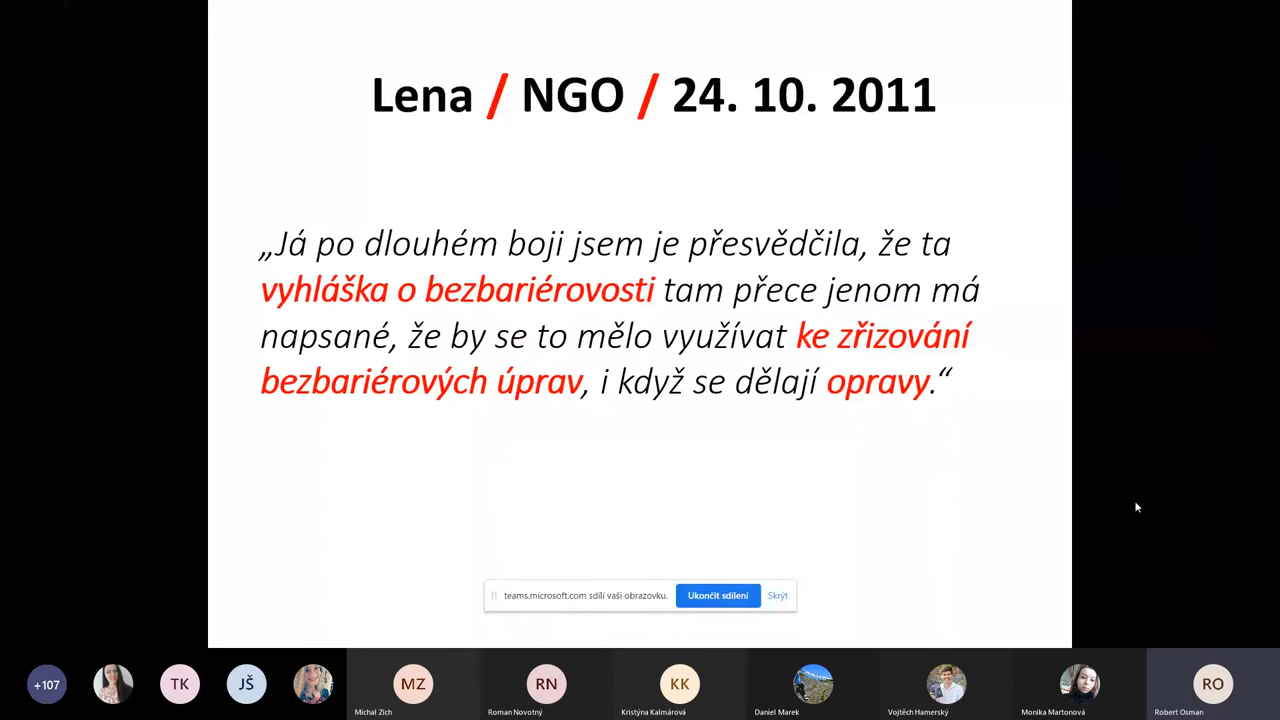 Lena / NGO / 24. 10. 2011
„Já po dlouhém boji jsem je přesvědčila, že ta
vyhláška o bezbariérovosti tam přece jenom má
napsané, že by se to mělo využívat ke zřizování
bezbariérových úprav, i když se dělají opravy.“
teams.microsoft.com sdílí vaši obrazovku. Ukončit sdílení Skrýt
+107 TK JŠ MZ RN KK RO
Michal Zich Roman Novotný Kristýna Kalmárová Daniel Marek Vojtěch Hamerský Monika Martonová Robert Osman